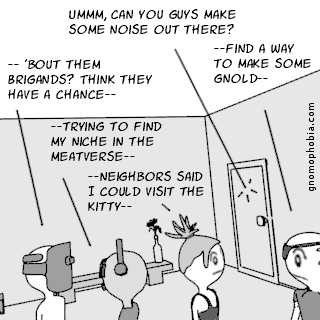 UMMM, CAN YOU GUYS MAKE
SOME NOISE OUT THERE?
-- 'BOUT THEM
BRIGANDS? THINK THEY
HAVE A CHANCE--
--FIND A WAY
TO MAKE SOME
GNOLD--
--TRYING TO FIND
MY NICHE IN THE
MEATVERSE--
--NEIGHBORS SAID
I COULD VISIT THE
KITTY--
gnomophobia.com